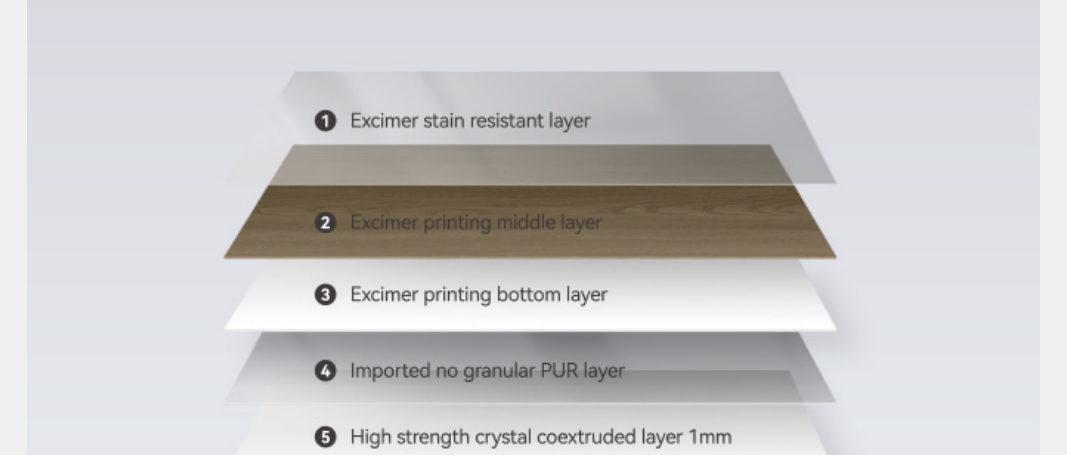 1 Excimer stain resistant layer
2 Excimer printing middle layer
3 Excimer printing bottom layer
4 Imported no granular PUR layer
5 High strength crystal coextruded layer 1mm